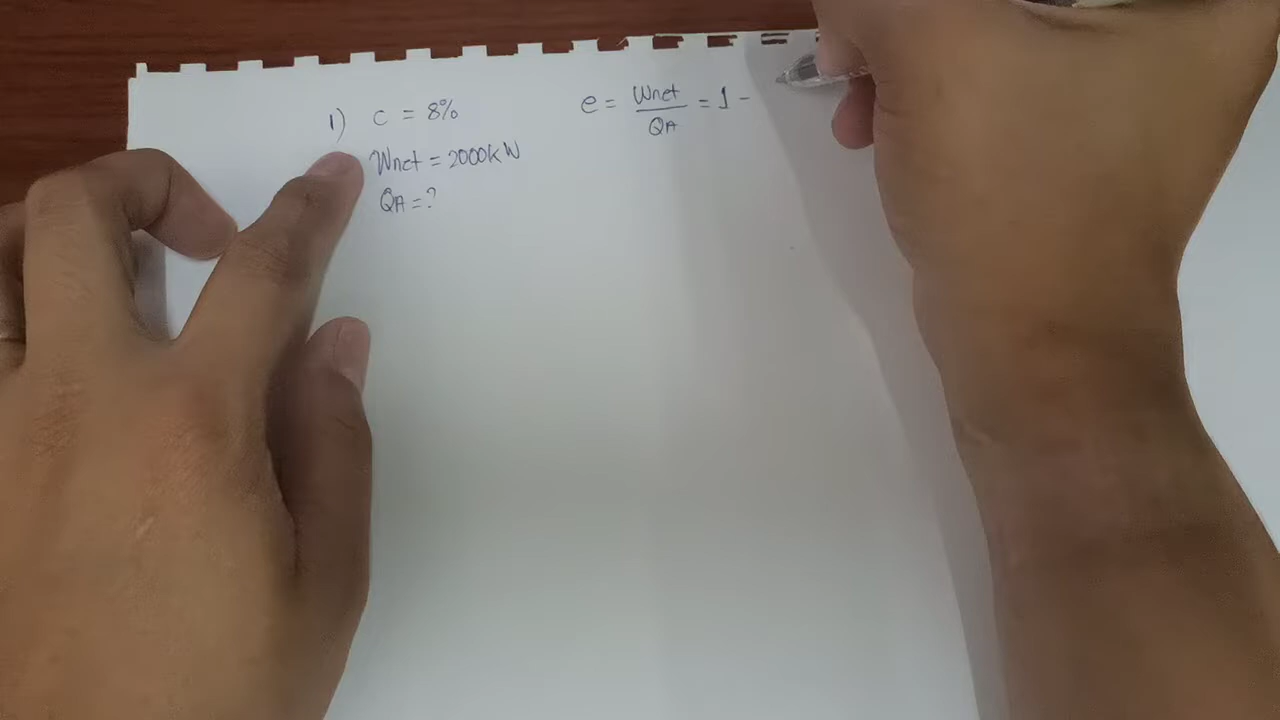 1) c = 8%
Wnet = 2000kW
QA = ?
e = Wnet / QA = 1 -